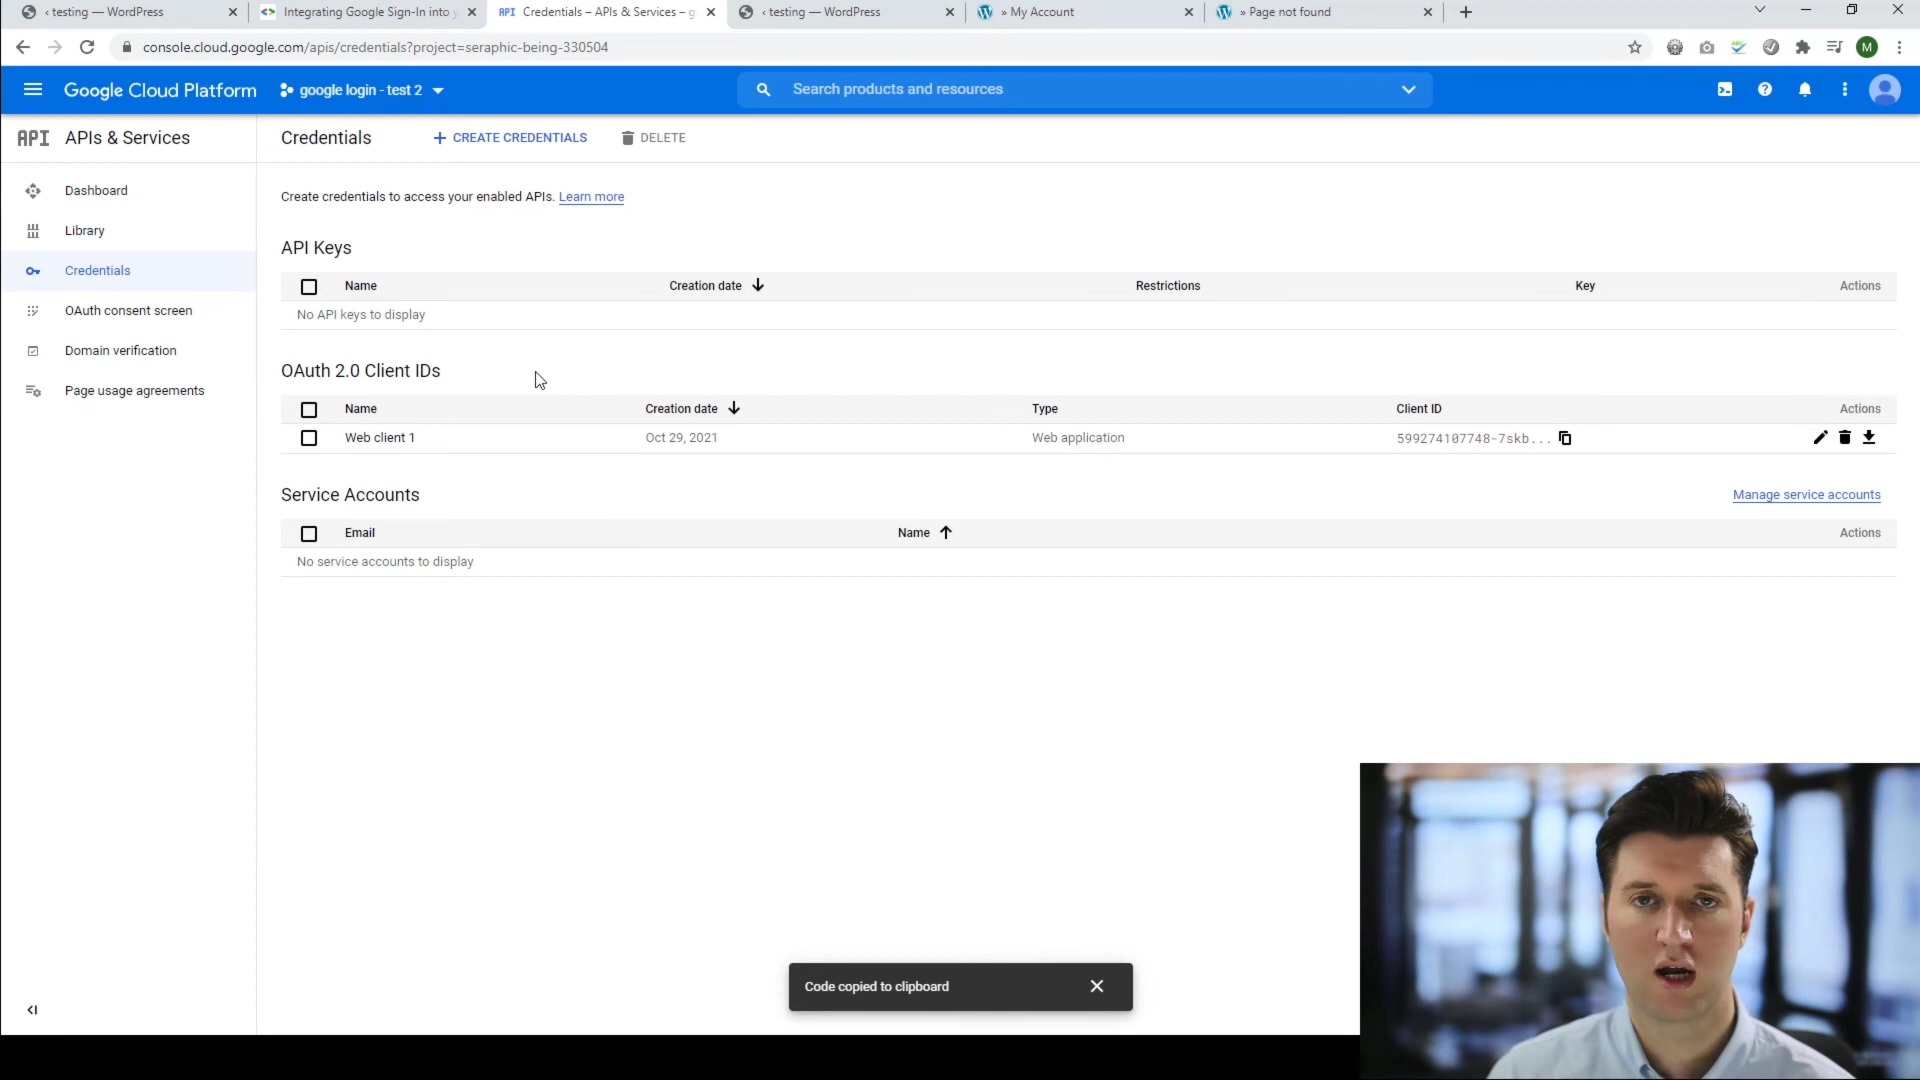 ‹ testing — WordPress
Integrating Google Sign-In into y
API Credentials – APIs & Services – g
‹ testing — WordPress
» My Account
» Page not found
console.cloud.google.com/apis/credentials?project=seraphic-being-330504
M
Google Cloud Platform
google login - test 2
Search products and resources
API APIs & Services
Credentials
+ CREATE CREDENTIALS
DELETE
Dashboard
Library
Credentials
OAuth consent screen
Domain verification
Page usage agreements
Create credentials to access your enabled APIs. Learn more
API Keys
Name Creation date Restrictions Key Actions
No API keys to display
OAuth 2.0 Client IDs
Name Creation date Type Client ID Actions
Web client 1 Oct 29, 2021 Web application 599274107748-7skb...
Service Accounts
Manage service accounts
Email Name Actions
No service accounts to display
Code copied to clipboard